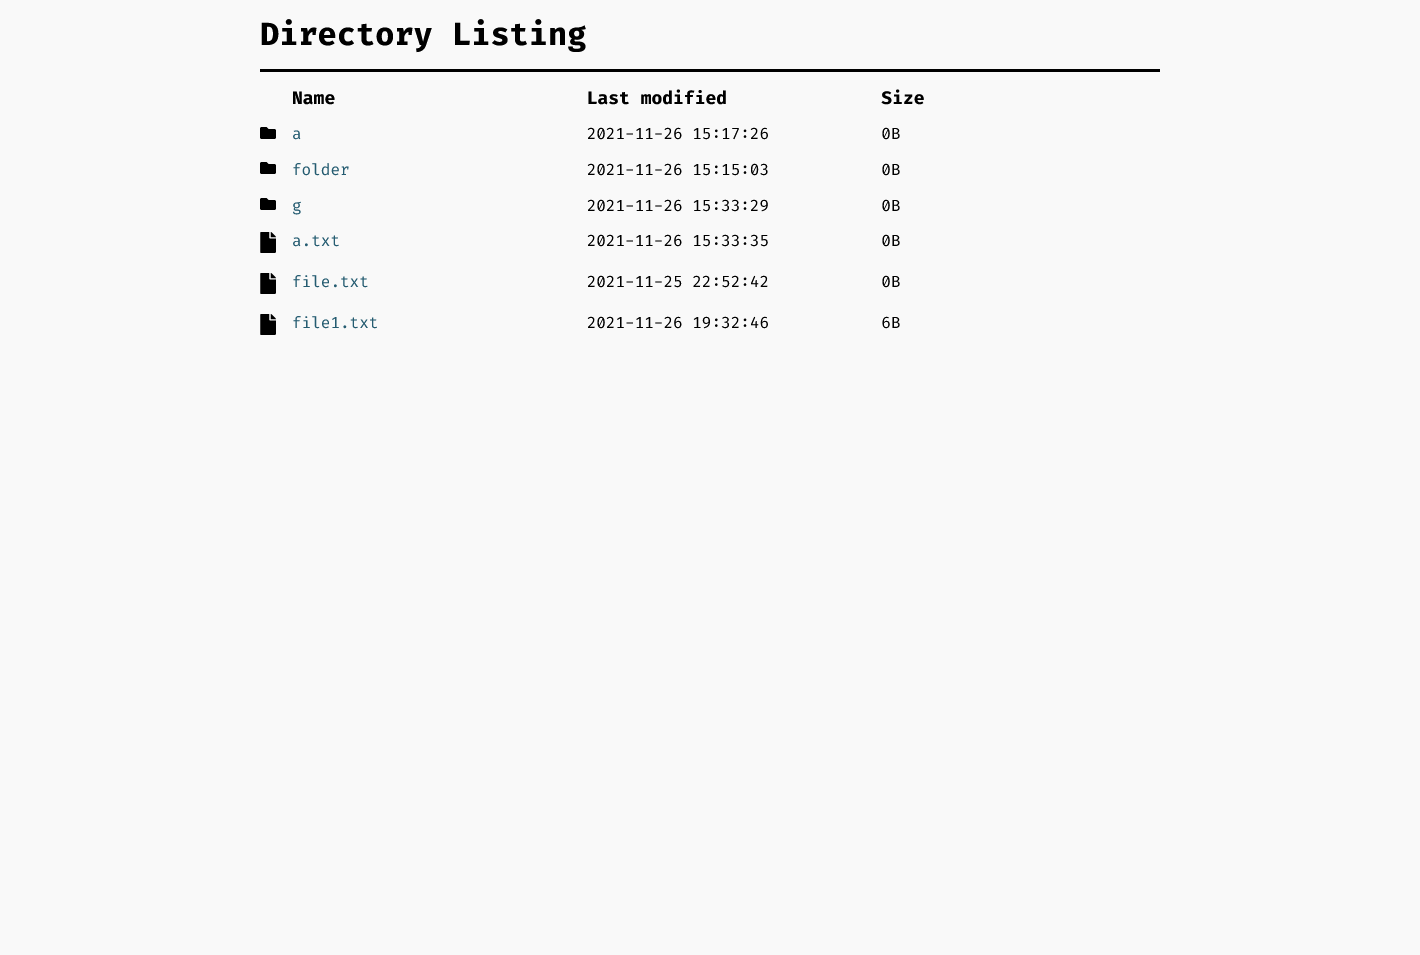 Directory Listing
Name Last modified Size
a 2021-11-26 15:17:26 0B
folder 2021-11-26 15:15:03 0B
g 2021-11-26 15:33:29 0B
a.txt 2021-11-26 15:33:35 0B
file.txt 2021-11-25 22:52:42 0B
file1.txt 2021-11-26 19:32:46 6B